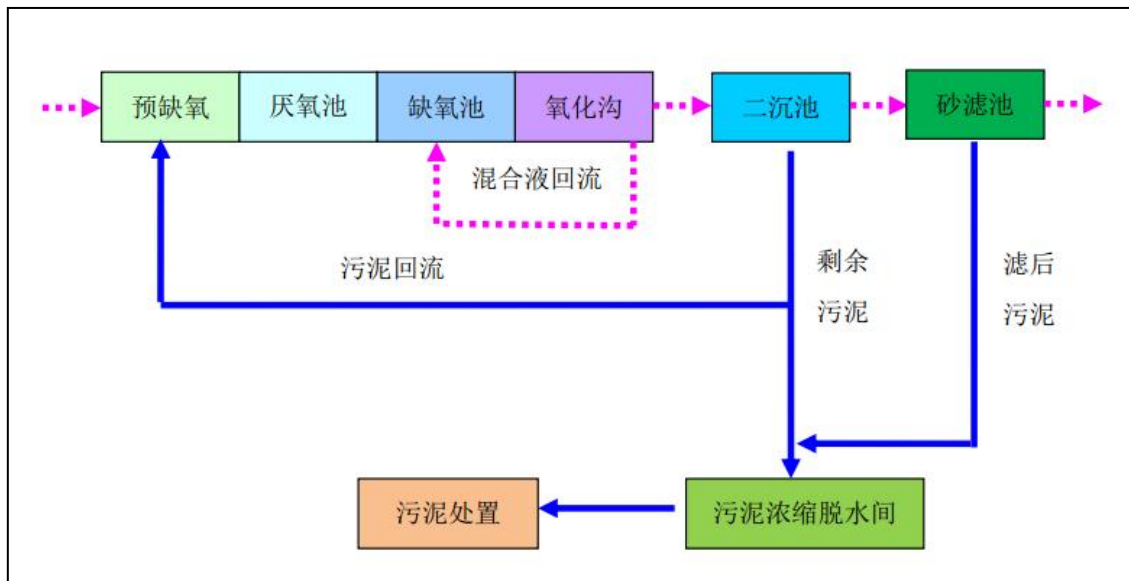 预缺氧
厌氧池
缺氧池
氧化沟
二沉池
砂滤池
混合液回流
污泥回流
剩余
污泥
滤后
污泥
污泥处置
污泥浓缩脱水间